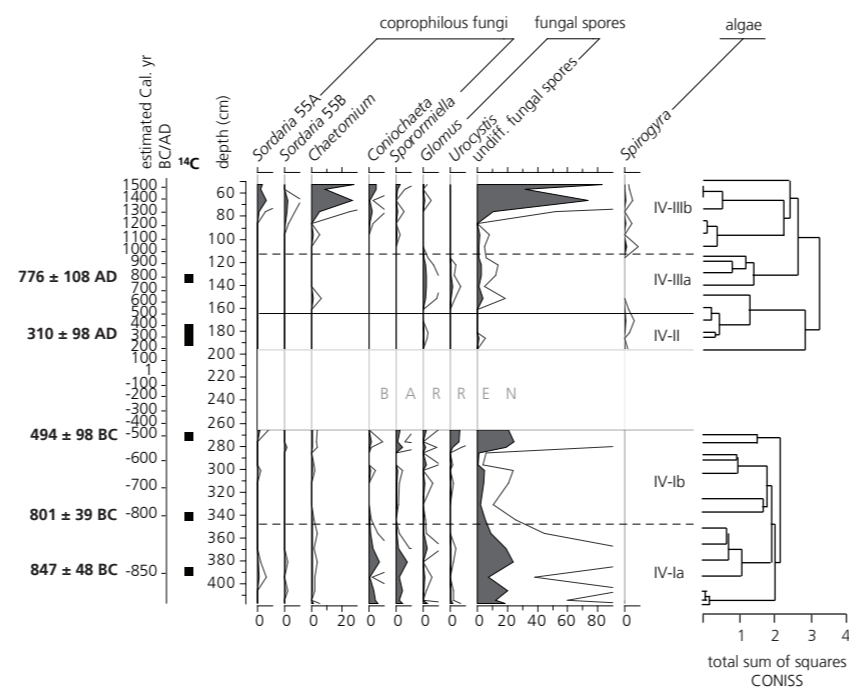 coprophilous fungi
fungal spores
algae
estimated Cal. yr
BC/AD
14C
depth (cm)
Sordaria 55A
Sordaria 55B
Chaetomium
Coniochaeta
Sporormiella
Glomus
Urocystis
undiff. fungal spores
Spirogyra
1500
1400
1300
1200
1100
1000
900
800
700
600
500
400
300
200
100
1
-100
-200
-300
-400
-500
-600
-700
-800
-850
776 ± 108 AD
310 ± 98 AD
494 ± 98 BC
801 ± 39 BC
847 ± 48 BC
60
80
100
120
140
160
180
200
220
240
260
280
300
320
340
360
380
400
IV-IIIb
IV-IIIa
IV-II
BARREN
IV-Ib
IV-Ia
0 0 0 20 0 0 0 0 0 20 40 60 80 0
1 2 3 4
total sum of squares
CONISS